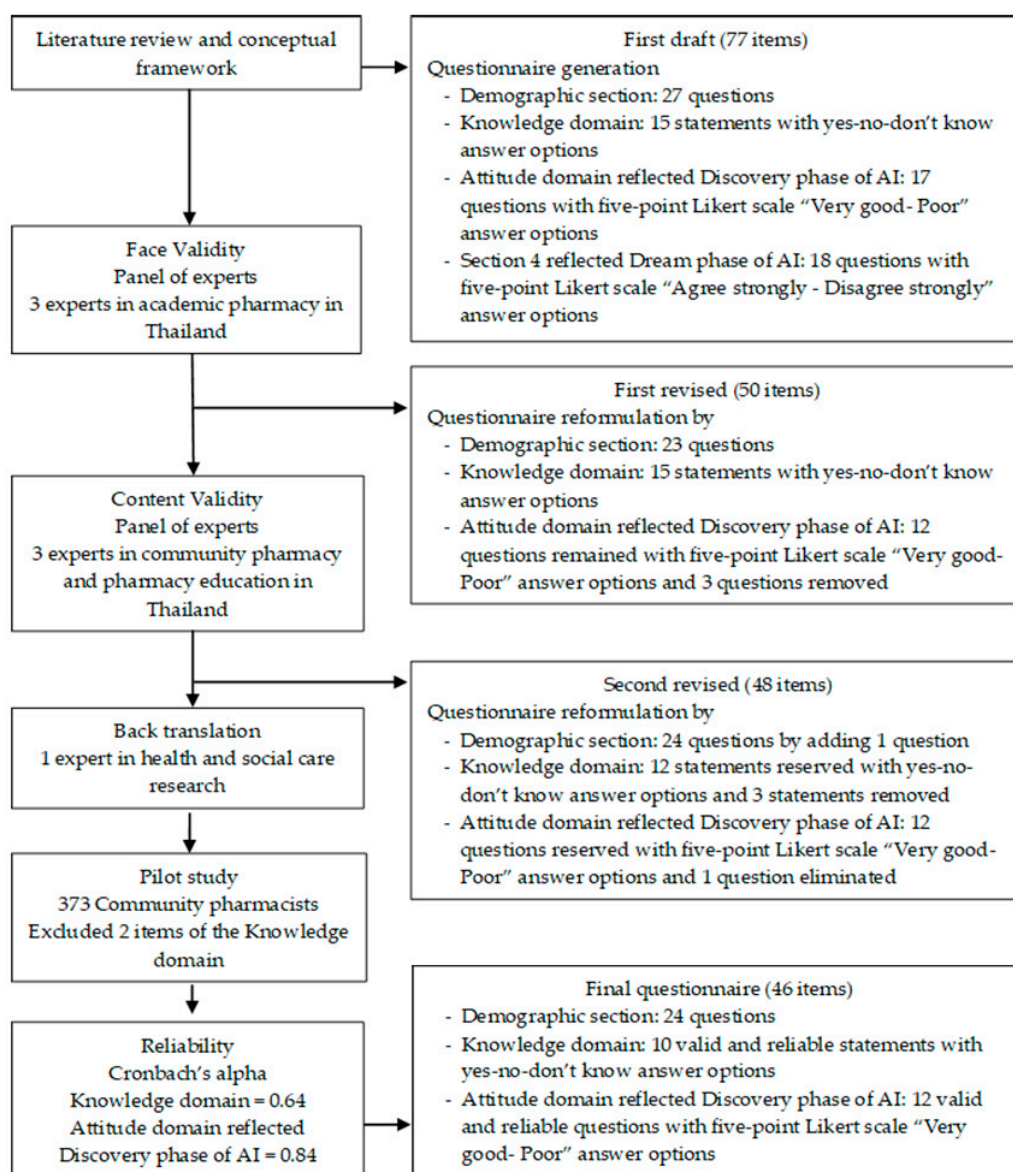 Literature review and conceptual
framework
First draft (77 items)
Questionnaire generation
- Demographic section: 27 questions
- Knowledge domain: 15 statements with yes-no-don't know
answer options
- Attitude domain reflected Discovery phase of AI: 17
questions with five-point Likert scale “Very good- Poor”
answer options
- Section 4 reflected Dream phase of AI: 18 questions with
five-point Likert scale “Agree strongly - Disagree strongly”
answer options
Face Validity
Panel of experts
3 experts in academic pharmacy in
Thailand
First revised (50 items)
Questionnaire reformulation by
- Demographic section: 23 questions
- Knowledge domain: 15 statements with yes-no-don't know
answer options
- Attitude domain reflected Discovery phase of AI: 12
questions remained with five-point Likert scale “Very good-
Poor” answer options and 3 questions removed
Content Validity
Panel of experts
3 experts in community pharmacy
and pharmacy education in
Thailand
Second revised (48 items)
Questionnaire reformulation by
- Demographic section: 24 questions by adding 1 question
- Knowledge domain: 12 statements reserved with yes-no-
don't know answer options and 3 statements removed
- Attitude domain reflected Discovery phase of AI: 12
questions reserved with five-point Likert scale “Very good-
Poor” answer options and 1 question eliminated
Back translation
1 expert in health and social care
research
Pilot study
373 Community pharmacists
Excluded 2 items of the Knowledge
domain
Final questionnaire (46 items)
- Demographic section: 24 questions
- Knowledge domain: 10 valid and reliable statements with
yes-no-don't know answer options
- Attitude domain reflected Discovery phase of AI: 12 valid
and reliable questions with five-point Likert scale “Very
good- Poor” answer options
Reliability
Cronbach's alpha
Knowledge domain = 0.64
Attitude domain reflected
Discovery phase of AI = 0.84